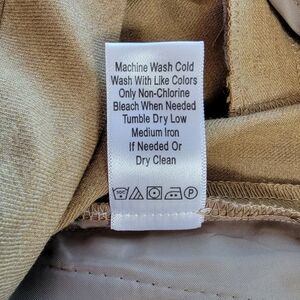 Machine Wash Cold
Wash With Like Colors
Only Non-Chlorine
Bleach When Needed
Tumble Dry Low
Medium Iron
If Needed Or
Dry Clean
P